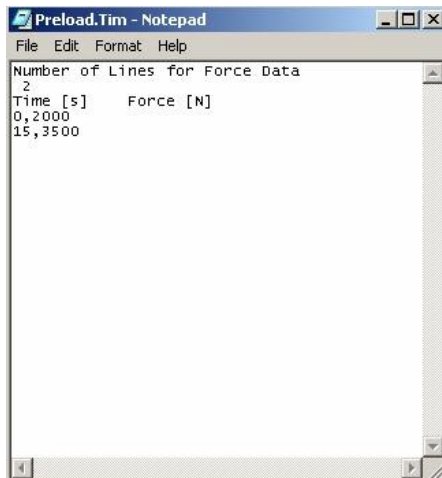 Preload.Tim - Notepad
File Edit Format Help
Number of Lines for Force Data
2
Time [s] Force [N]
0,2000
15,3500